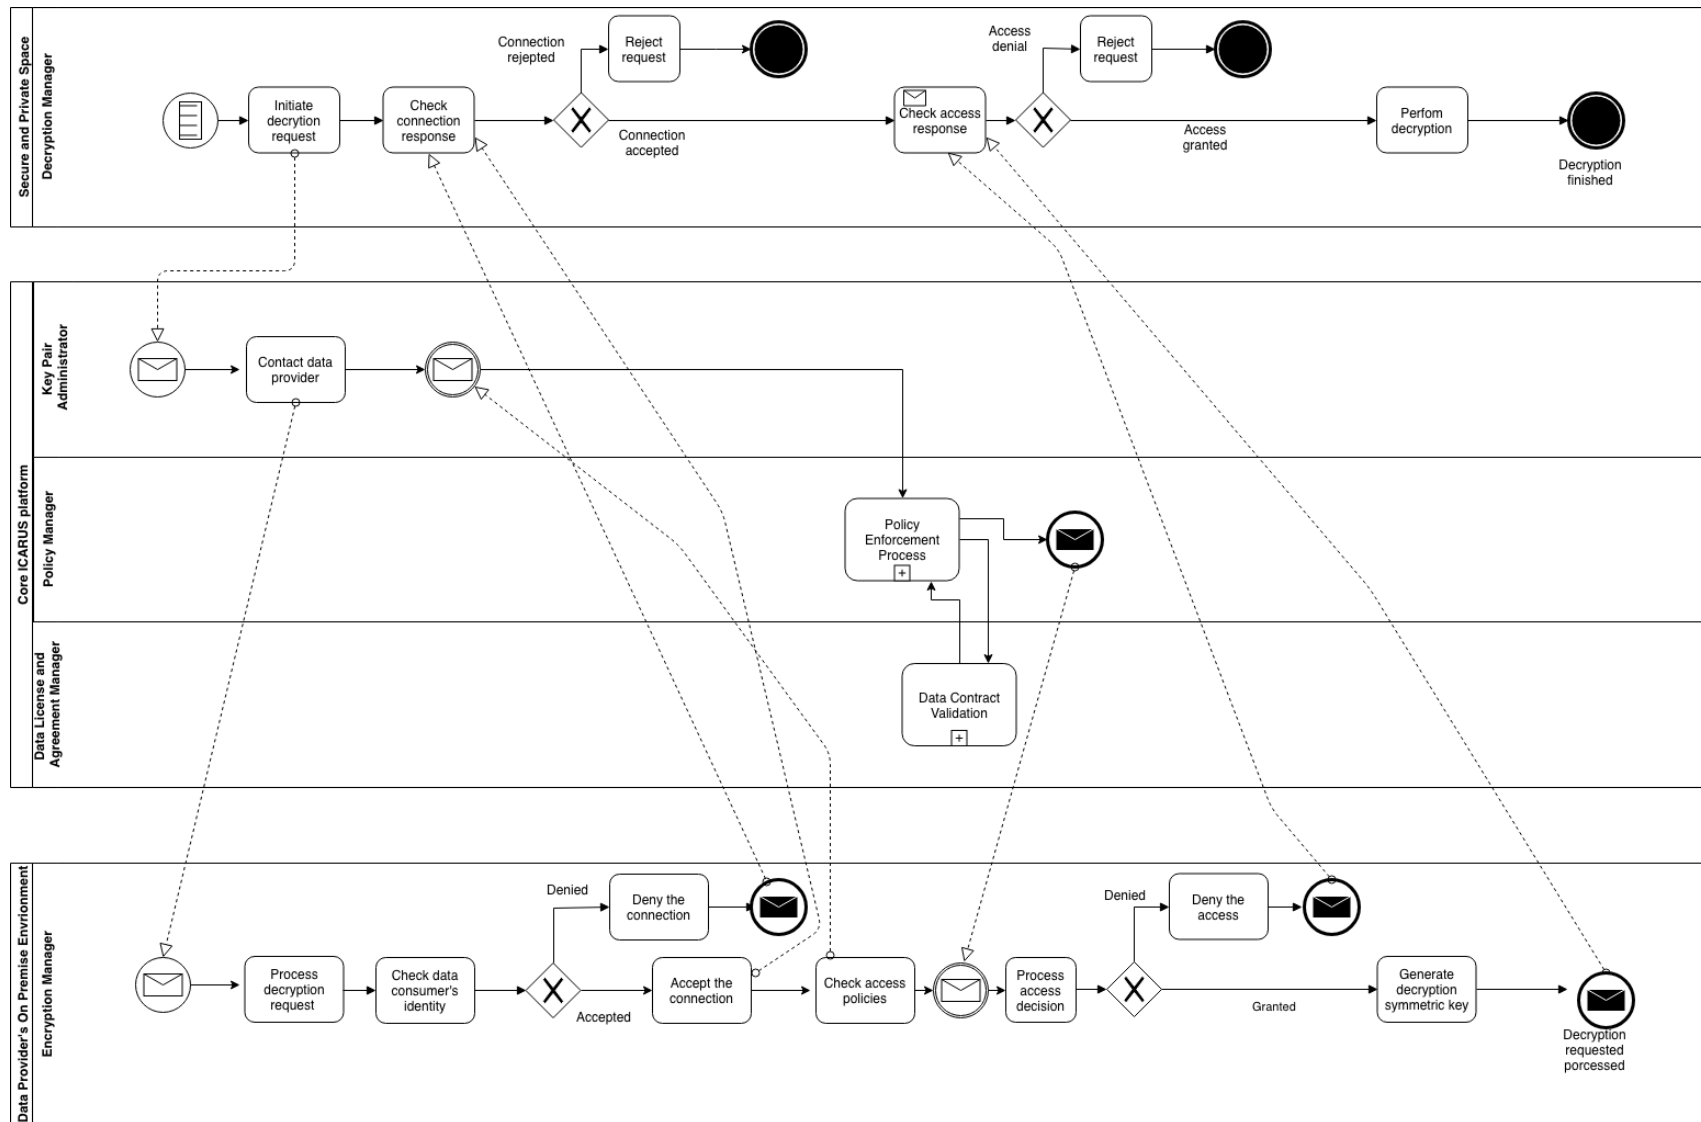 Secure and Private Space
Decryption Manager
Initiate
decrytion
request
Check
connection
response
Connection
rejepted
Reject
request
Connection
accepted
Check access
response
Access
denial
Reject
request
Access
granted
Perfom
decryption
Decryption
finished
Core ICARUS platform
Key Pair
Administrator
Contact data
provider
Policy Manager
Policy
Enforcement
Process
Data License and
Agreement Manager
Data Contract
Validation
Data Provider's On Premise Envrionment
Encryption Manager
Process
decryption
request
Check data
consumer's
identity
Denied
Deny the
connection
Accepted
Accept the
connection
Check access
policies
Process
access
decision
Denied
Deny the
access
Granted
Generate
decryption
symmetric key
Decryption
requested
porcessed